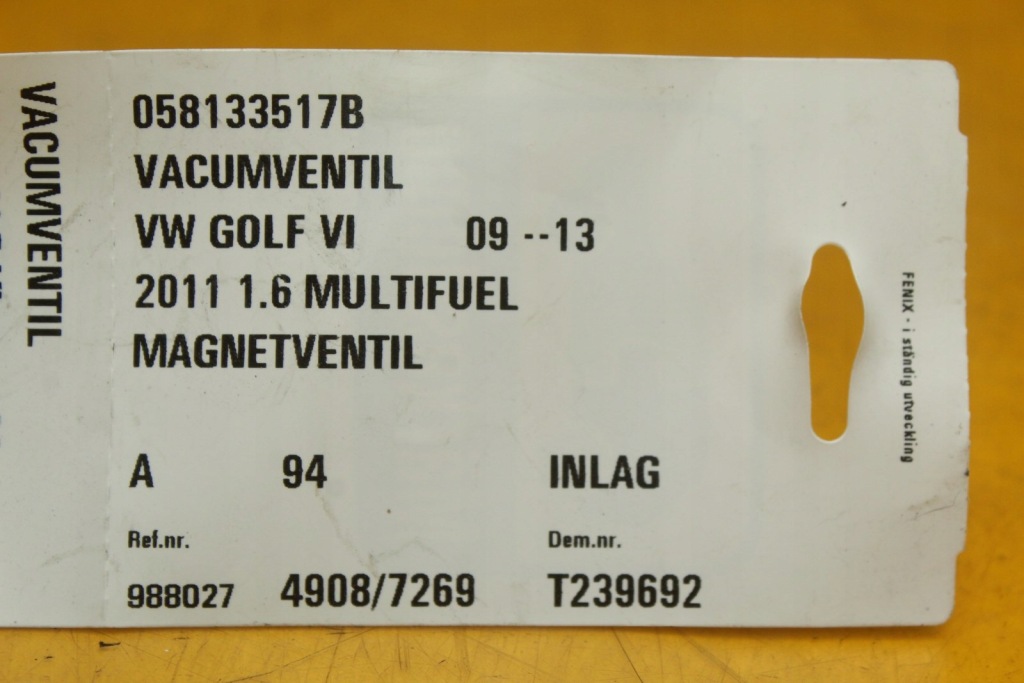 VACUMVENTIL
058133517B
VACUMVENTIL
VW GOLF VI 09 --13
2011 1.6 MULTIFUEL
MAGNETVENTIL
A 94 INLAG
Ref.nr. Dem.nr.
988027 4908/7269 T239692
FENIX - i ständig utveckling